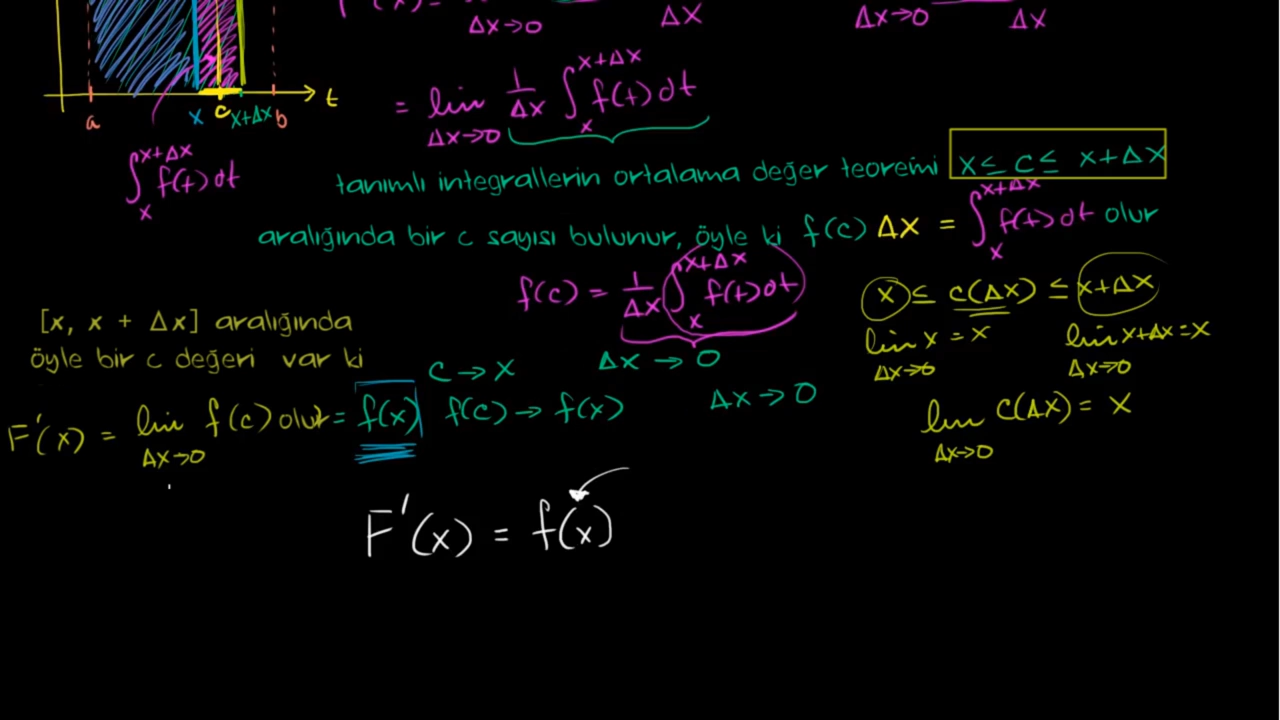 Δx→0 Δx Δx→0 Δx
= lim Δx→0 1/Δx ∫ₓ^(x+Δx) f(t) dt
a x c x+Δx b t
∫ₓ^(x+Δx) f(t) dt
tanımlı integrallerin ortalama değer teoremi x ≤ c ≤ x+Δx
aralığında bir c sayısı bulunur, öyle ki f(c) Δx = ∫ₓ^(x+Δx) f(t) dt olur
f(c) = 1/Δx ∫ₓ^(x+Δx) f(t) dt
x ≤ c(Δx) ≤ x+Δx
lim Δx→0 x = x lim Δx→0 x+Δx = x
[x, x + Δx] aralığında
öyle bir c değeri var ki
c → x Δx → 0
F'(x) = lim Δx→0 f(c) olur = f(x) f(c) → f(x) Δx → 0
lim Δx→0 c(Δx) = x
F'(x) = f(x)